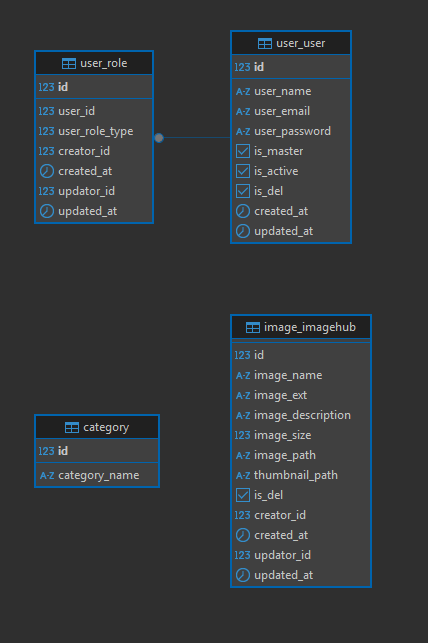 user_role
123 id
123 user_id
123 user_role_type
123 creator_id
created_at
123 updator_id
updated_at
user_user
123 id
A-Z user_name
A-Z user_email
A-Z user_password
is_master
is_active
is_del
created_at
updated_at
category
123 id
A-Z category_name
image_imagehub
123 id
A-Z image_name
A-Z image_ext
A-Z image_description
123 image_size
A-Z image_path
A-Z thumbnail_path
is_del
123 creator_id
created_at
123 updator_id
updated_at